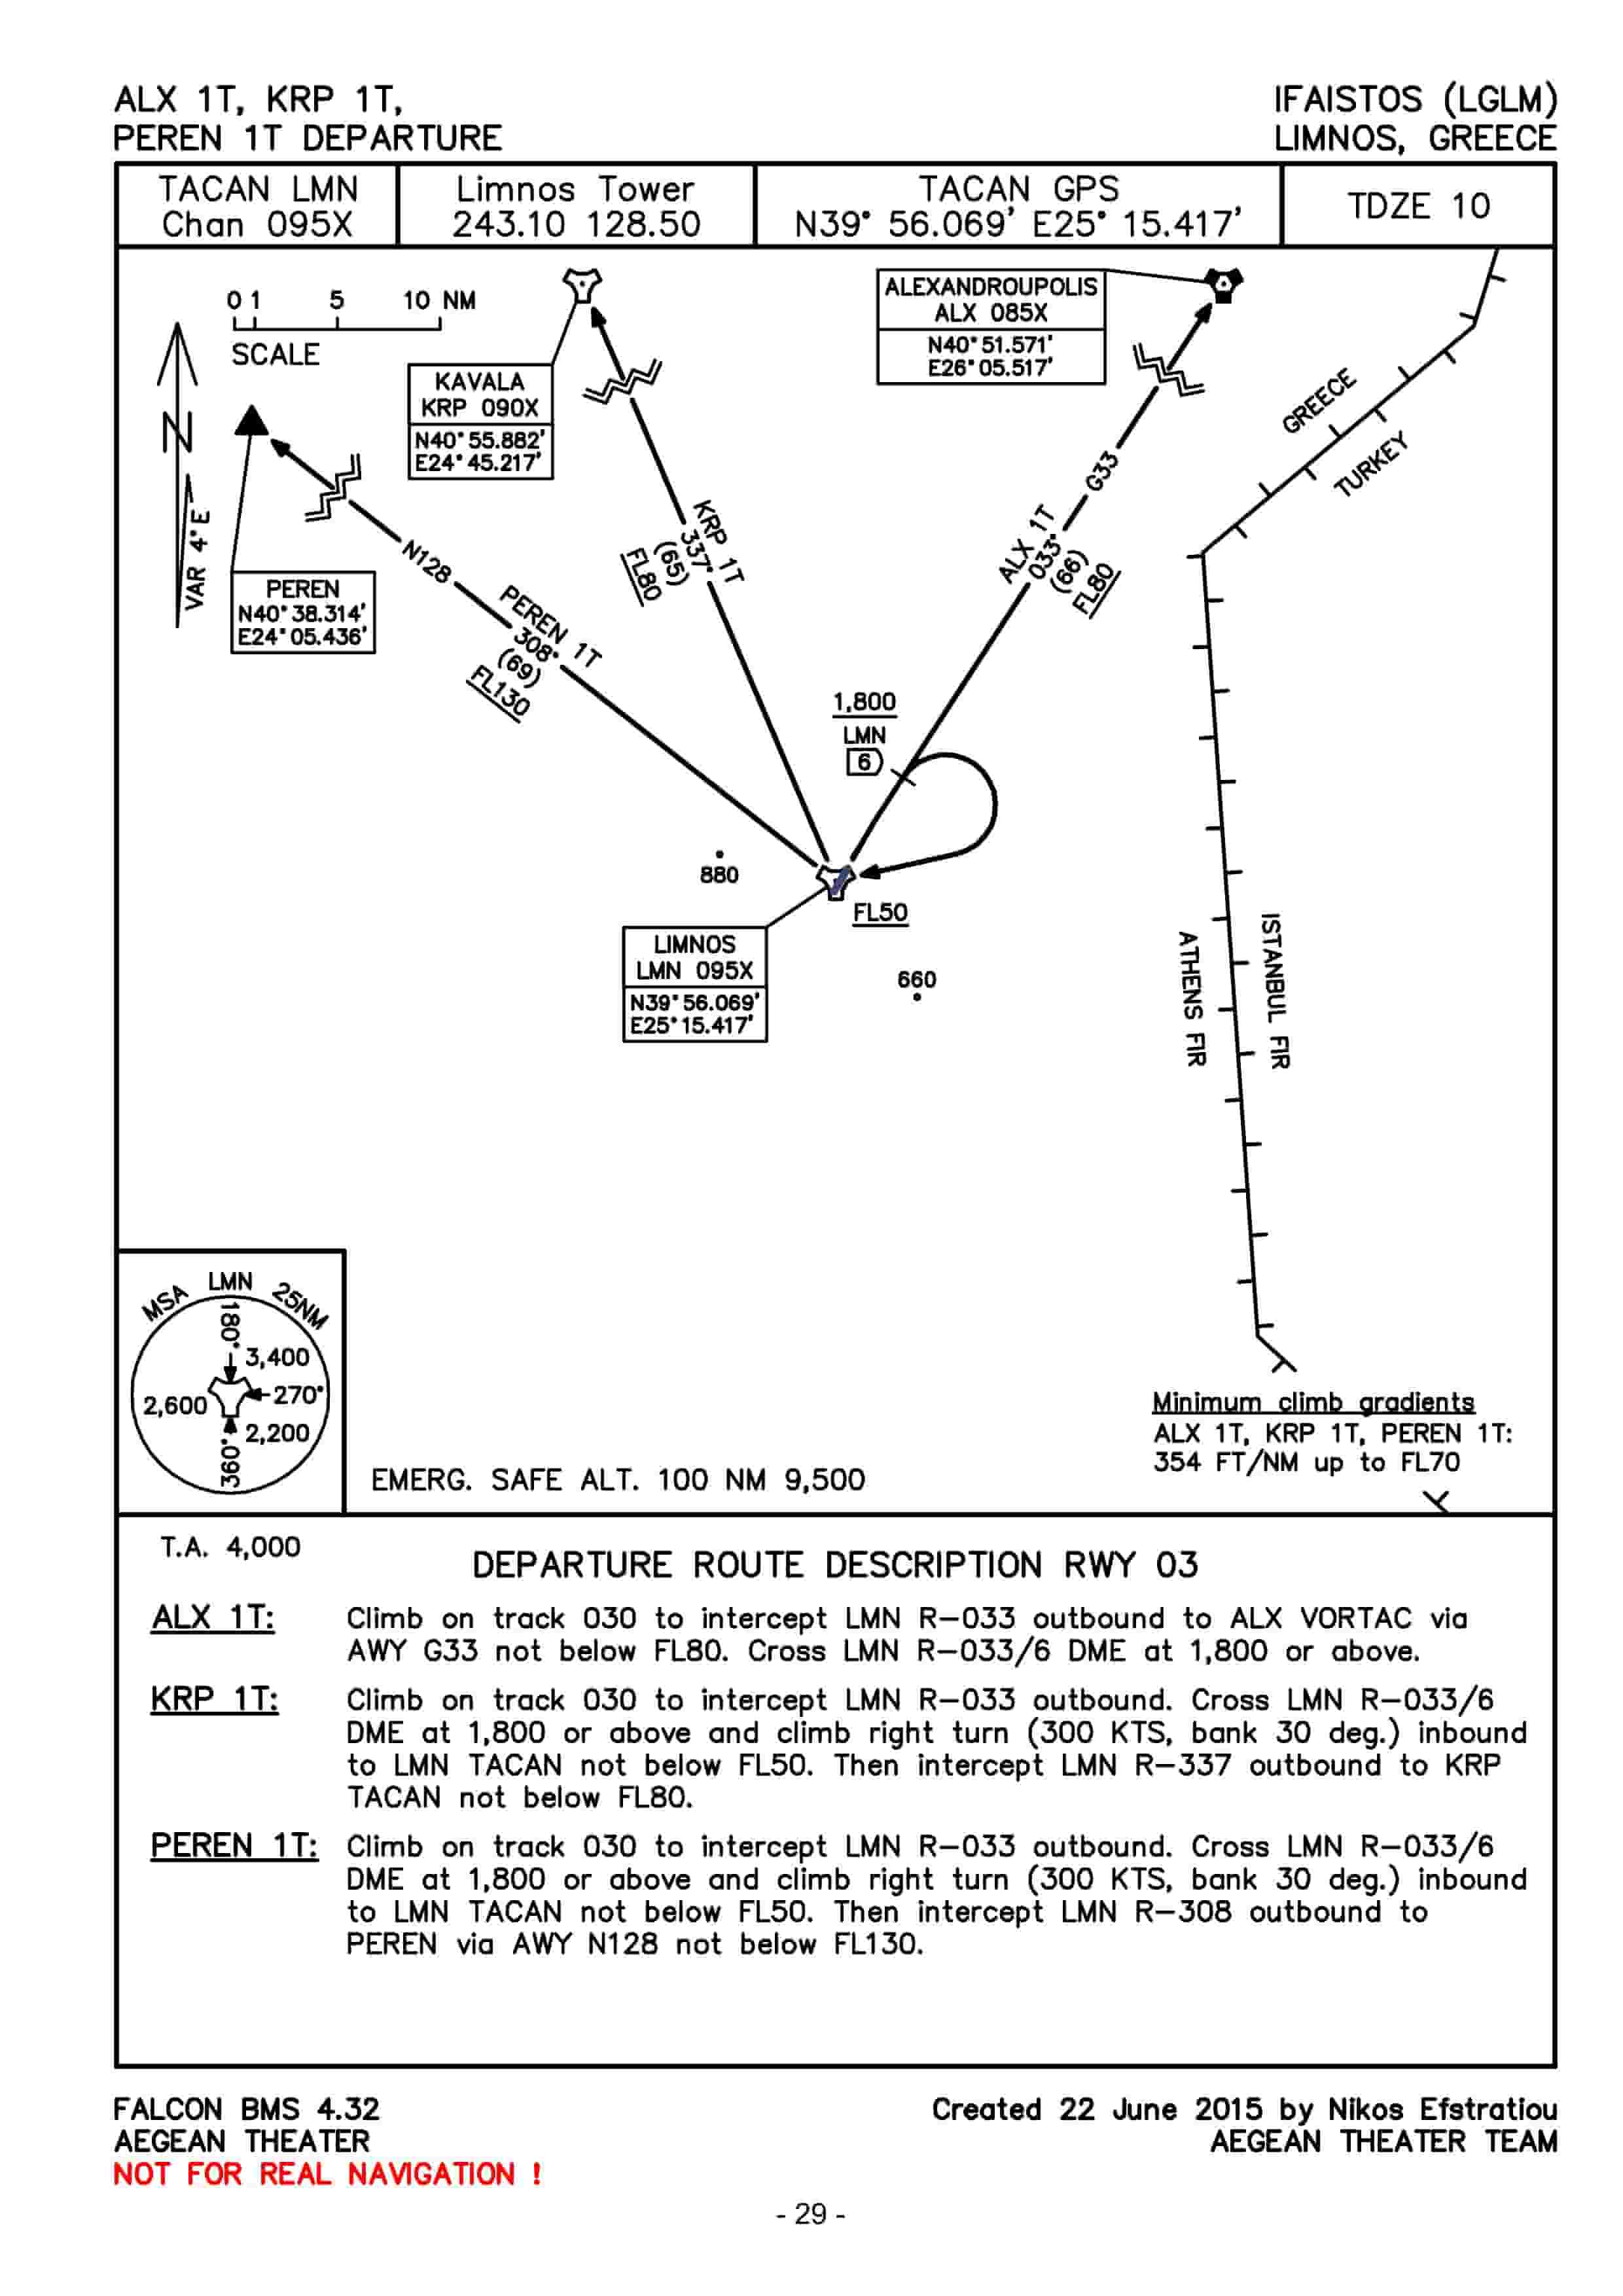 ALX 1T, KRP 1T,
PEREN 1T DEPARTURE
IFAISTOS (LGLM)
LIMNOS, GREECE
TACAN LMN
Chan 095X
Limnos Tower
243.10 128.50
TACAN GPS
N39° 56.069' E25° 15.417'
TDZE 10
0 1 5 10 NM
SCALE
N
VAR 4°E
KAVALA
KRP 090X
N40°55.882'
E24°45.217'
ALEXANDROUPOLIS
ALX 085X
N40°51.571'
E26°05.517'
GREECE
TURKEY
PEREN
N40°38.314'
E24°05.436'
N128
PEREN 1T
308°
(69)
FL130
KRP 1T
337°
(65)
FL80
G33
ALX 1T
033°
(66)
FL80
1,800
LMN
6
880
FL50
LIMNOS
LMN 095X
N39°56.069'
E25°15.417'
660
ATHENS FIR
ISTANBUL FIR
MSA LMN 25NM
180°
3,400
270°
2,600
2,200
360°
EMERG. SAFE ALT. 100 NM 9,500
Minimum climb gradients
ALX 1T, KRP 1T, PEREN 1T:
354 FT/NM up to FL70
T.A. 4,000
DEPARTURE ROUTE DESCRIPTION RWY 03
ALX 1T: Climb on track 030 to intercept LMN R-033 outbound to ALX VORTAC via
AWY G33 not below FL80. Cross LMN R-033/6 DME at 1,800 or above.
KRP 1T: Climb on track 030 to intercept LMN R-033 outbound. Cross LMN R-033/6
DME at 1,800 or above and climb right turn (300 KTS, bank 30 deg.) inbound
to LMN TACAN not below FL50. Then intercept LMN R-337 outbound to KRP
TACAN not below FL80.
PEREN 1T: Climb on track 030 to intercept LMN R-033 outbound. Cross LMN R-033/6
DME at 1,800 or above and climb right turn (300 KTS, bank 30 deg.) inbound
to LMN TACAN not below FL50. Then intercept LMN R-308 outbound to
PEREN via AWY N128 not below FL130.
FALCON BMS 4.32
AEGEAN THEATER
NOT FOR REAL NAVIGATION !
Created 22 June 2015 by Nikos Efstratiou
AEGEAN THEATER TEAM
- 29 -